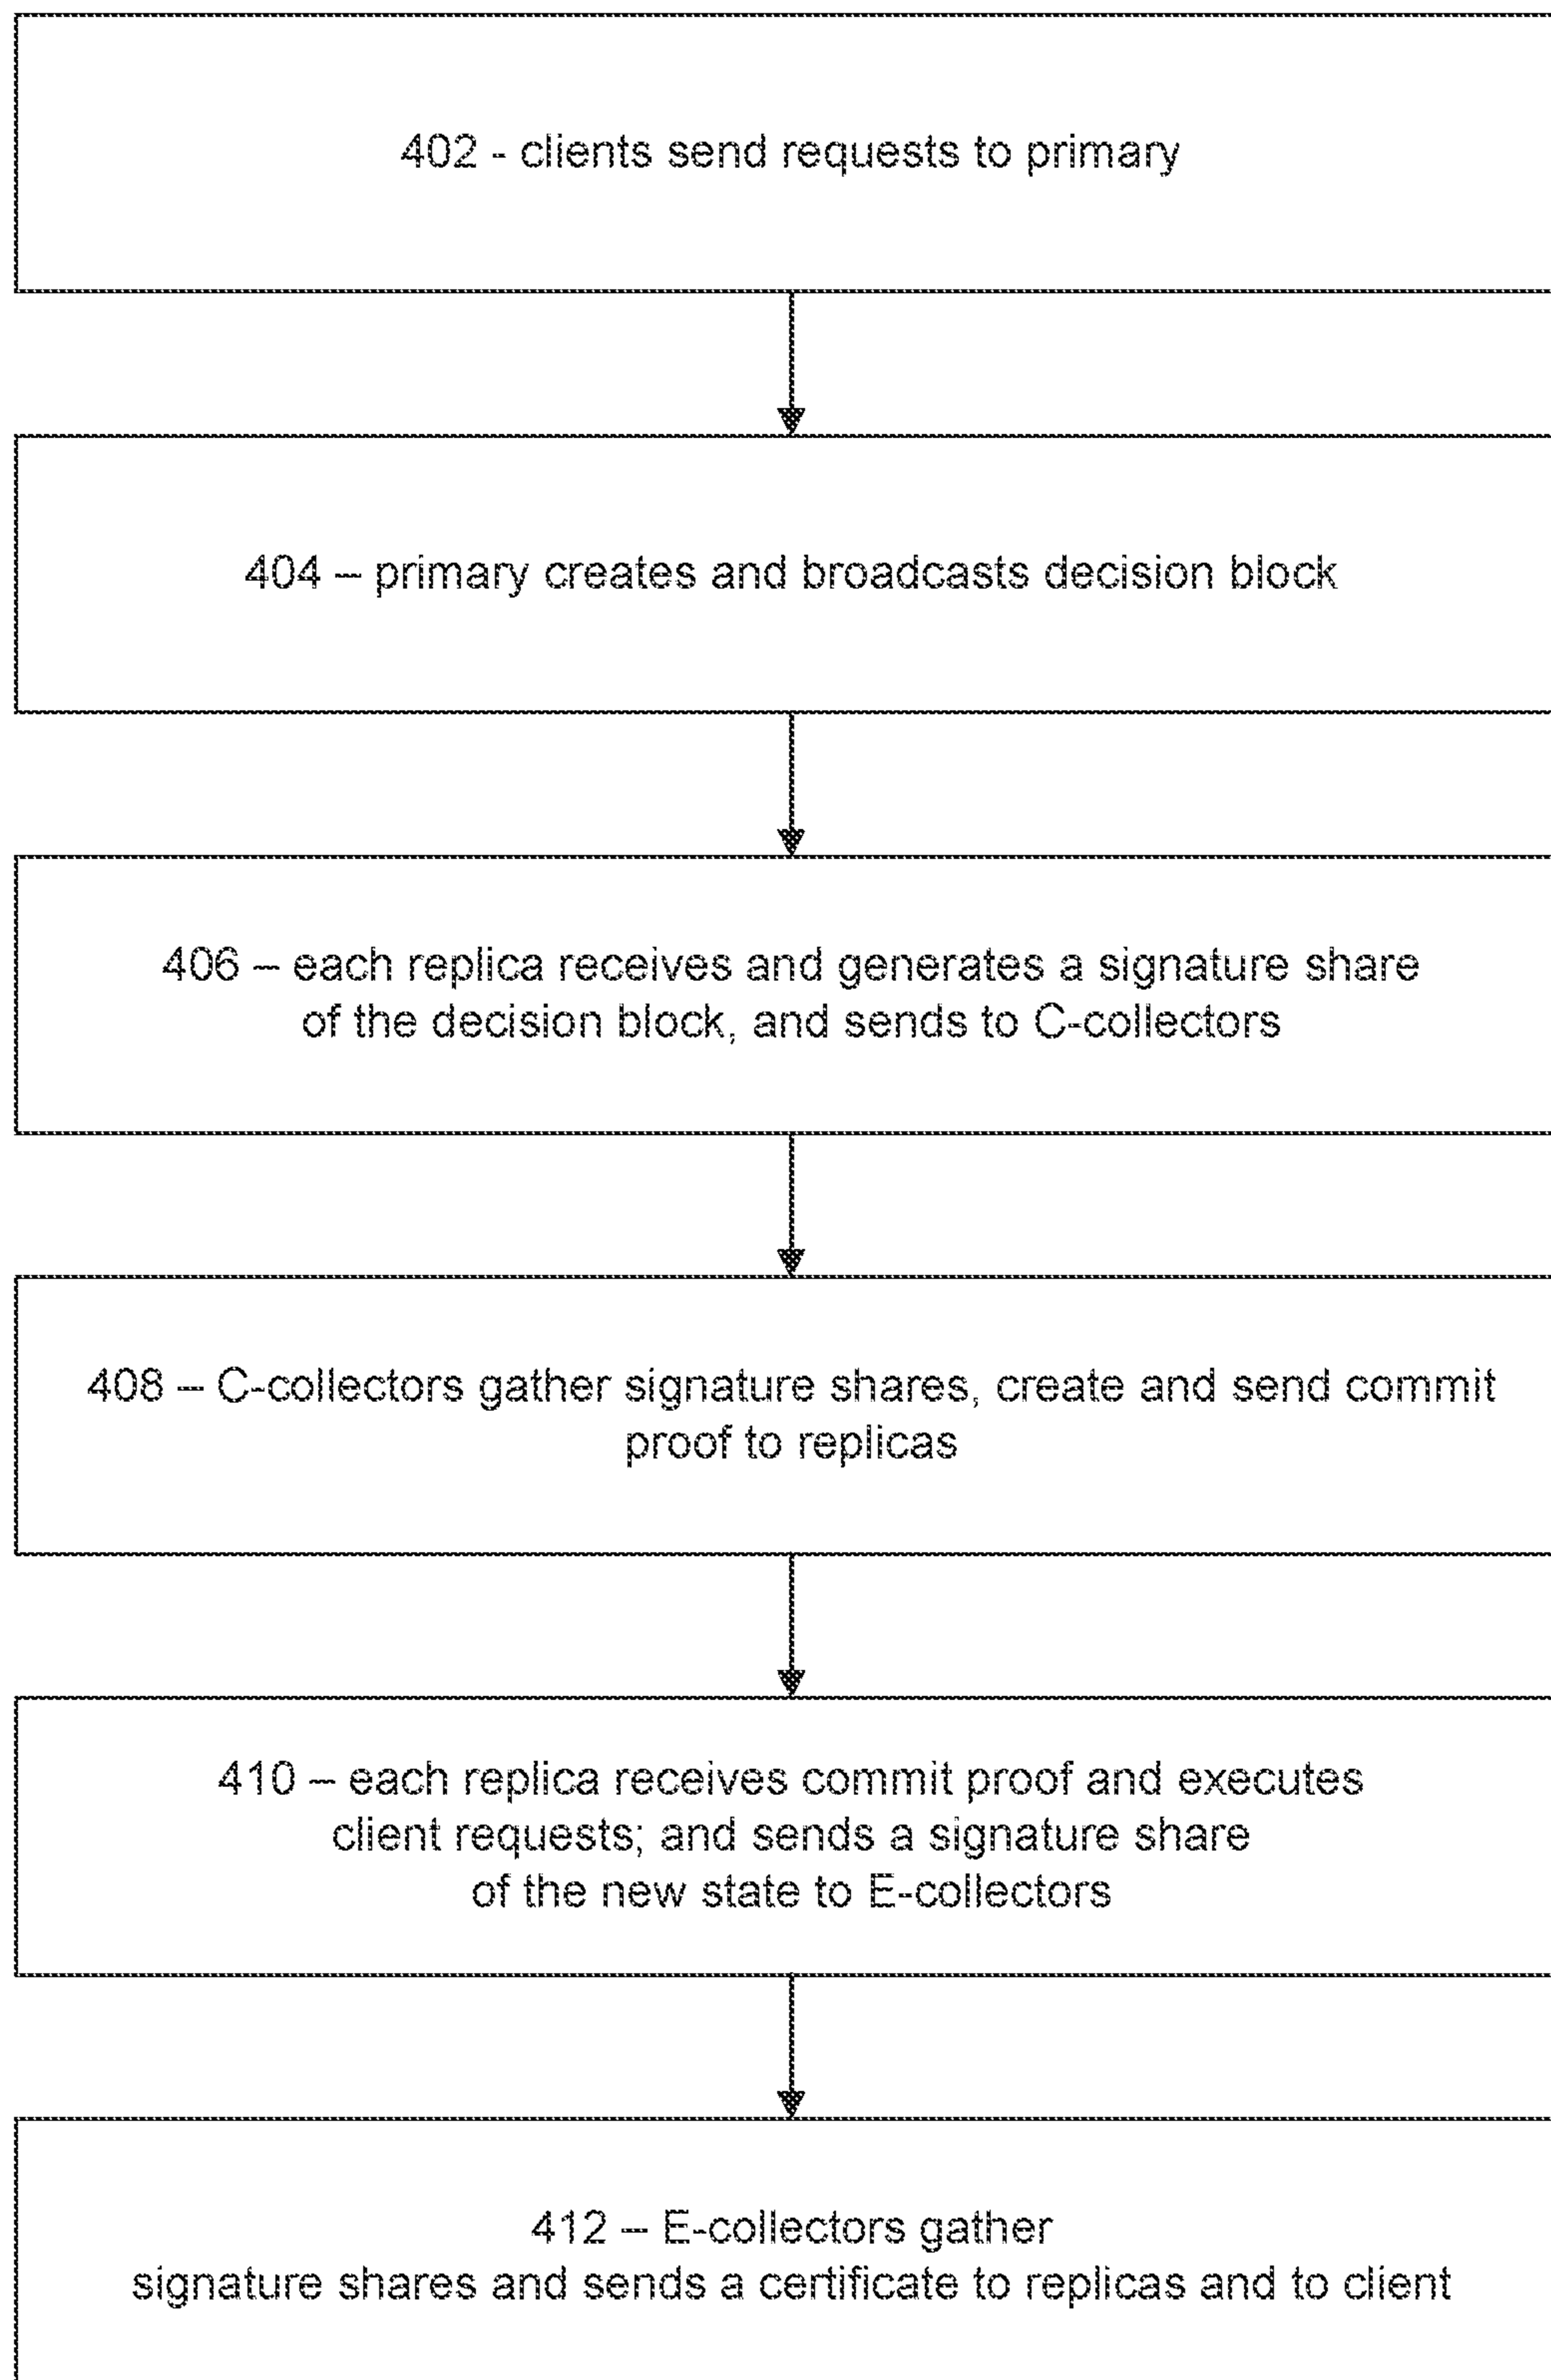 402 - clients send requests to primary
404 – primary creates and broadcasts decision block
406 – each replica receives and generates a signature share
of the decision block, and sends to C-collectors
408 – C-collectors gather signature shares, create and send commit
proof to replicas
410 – each replica receives commit proof and executes
client requests; and sends a signature share
of the new state to E-collectors
412 – E-collectors gather
signature shares and sends a certificate to replicas and to client